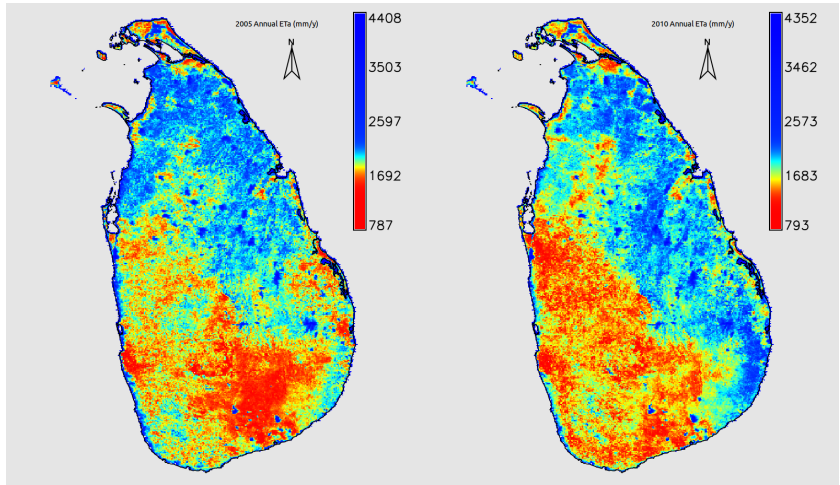 2005 Annual ETa (mm/y)
N
4408
3503
2597
1692
787
2010 Annual ETa (mm/y)
N
4352
3462
2573
1683
793